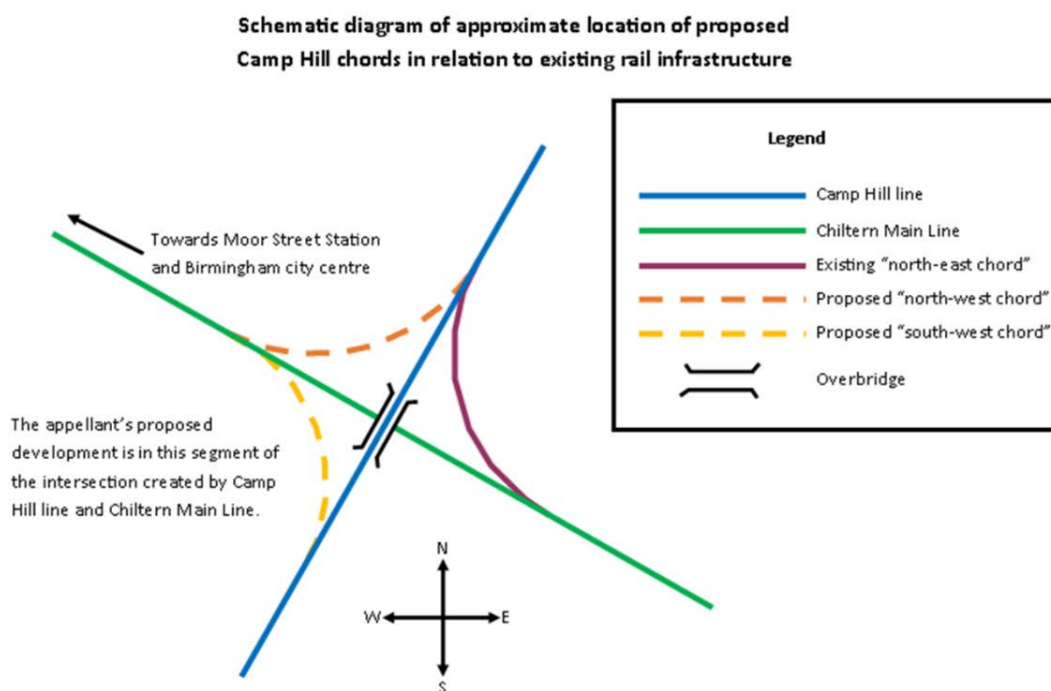 Schematic diagram of approximate location of proposed
Camp Hill chords in relation to existing rail infrastructure
Legend
Camp Hill line
Chiltern Main Line
Existing “north-east chord”
Proposed “north-west chord”
Proposed “south-west chord”
Overbridge
Towards Moor Street Station
and Birmingham city centre
The appellant’s proposed
development is in this segment of
the intersection created by Camp
Hill line and Chiltern Main Line.
N
W
E
S